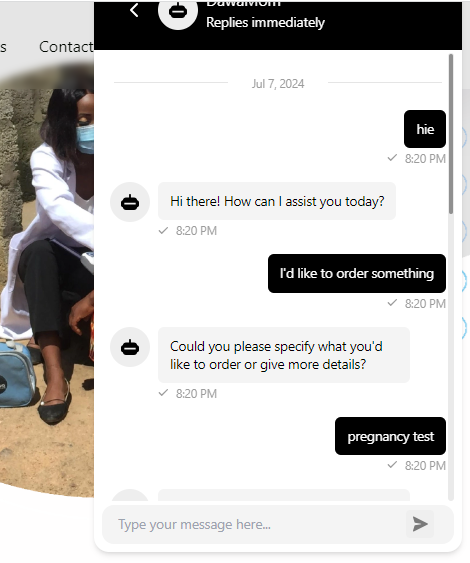 DawaMom
Replies immediately
s
Contact
Jul 7, 2024
hie
8:20 PM
Hi there! How can I assist you today?
8:20 PM
I'd like to order something
8:20 PM
Could you please specify what you'd
like to order or give more details?
8:20 PM
pregnancy test
8:20 PM
Type your message here...